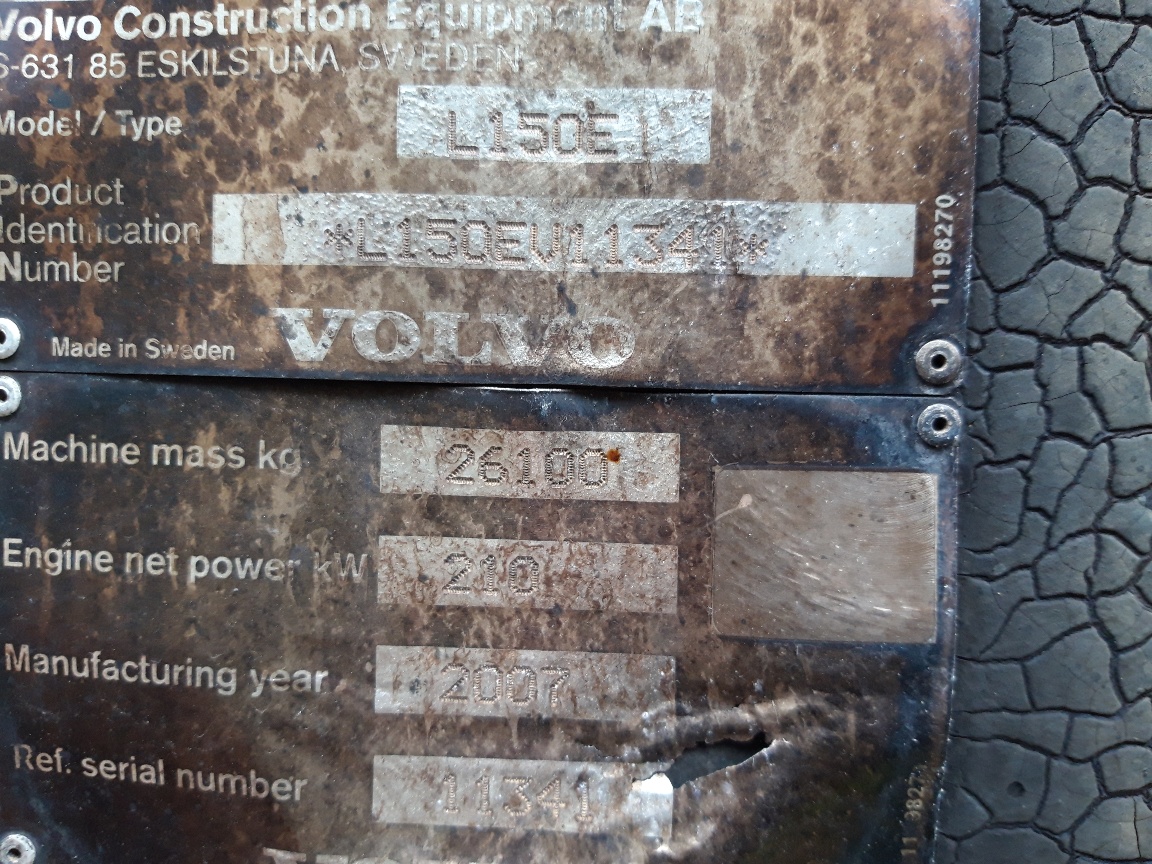 Volvo Construction Equipment AB
S-631 85 ESKILSTUNA, SWEDEN
Model / Type L150E
Product
Identification
Number
*L150EV11341*
11198270
Made in Sweden VOLVO
Machine mass kg 26100
Engine net power kW 210
Manufacturing year 2007
Ref. serial number 11341